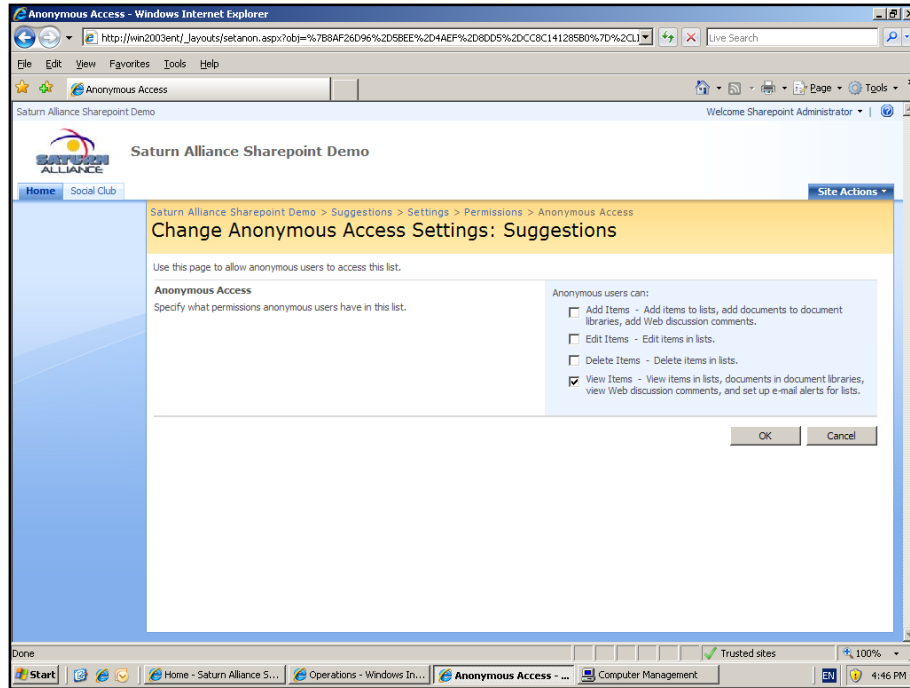 Anonymous Access - Windows Internet Explorer
http://win2003ent/_layouts/setanon.aspx?obj=%7B8AF26D96%2D5BEE%2D4AEF%2D8DD5%2DCC8C141285B0%7D%2CLI
Live Search
File Edit View Favorites Tools Help
Anonymous Access
Page Tools
Saturn Alliance Sharepoint Demo
Welcome Sharepoint Administrator
SATURN
ALLIANCE
Saturn Alliance Sharepoint Demo
Home Social Club
Site Actions
Saturn Alliance Sharepoint Demo > Suggestions > Settings > Permissions > Anonymous Access
Change Anonymous Access Settings: Suggestions
Use this page to allow anonymous users to access this list.
Anonymous Access
Specify what permissions anonymous users have in this list.
Anonymous users can:
Add Items - Add items to lists, add documents to document
libraries, add Web discussion comments.
Edit Items - Edit items in lists.
Delete Items - Delete items in lists.
View Items - View items in lists, documents in document libraries,
view Web discussion comments, and set up e-mail alerts for lists.
OK Cancel
Done
Trusted sites
100%
Start
Home - Saturn Alliance S...
Operations - Windows In...
Anonymous Access - ...
Computer Management
EN
4:46 PM